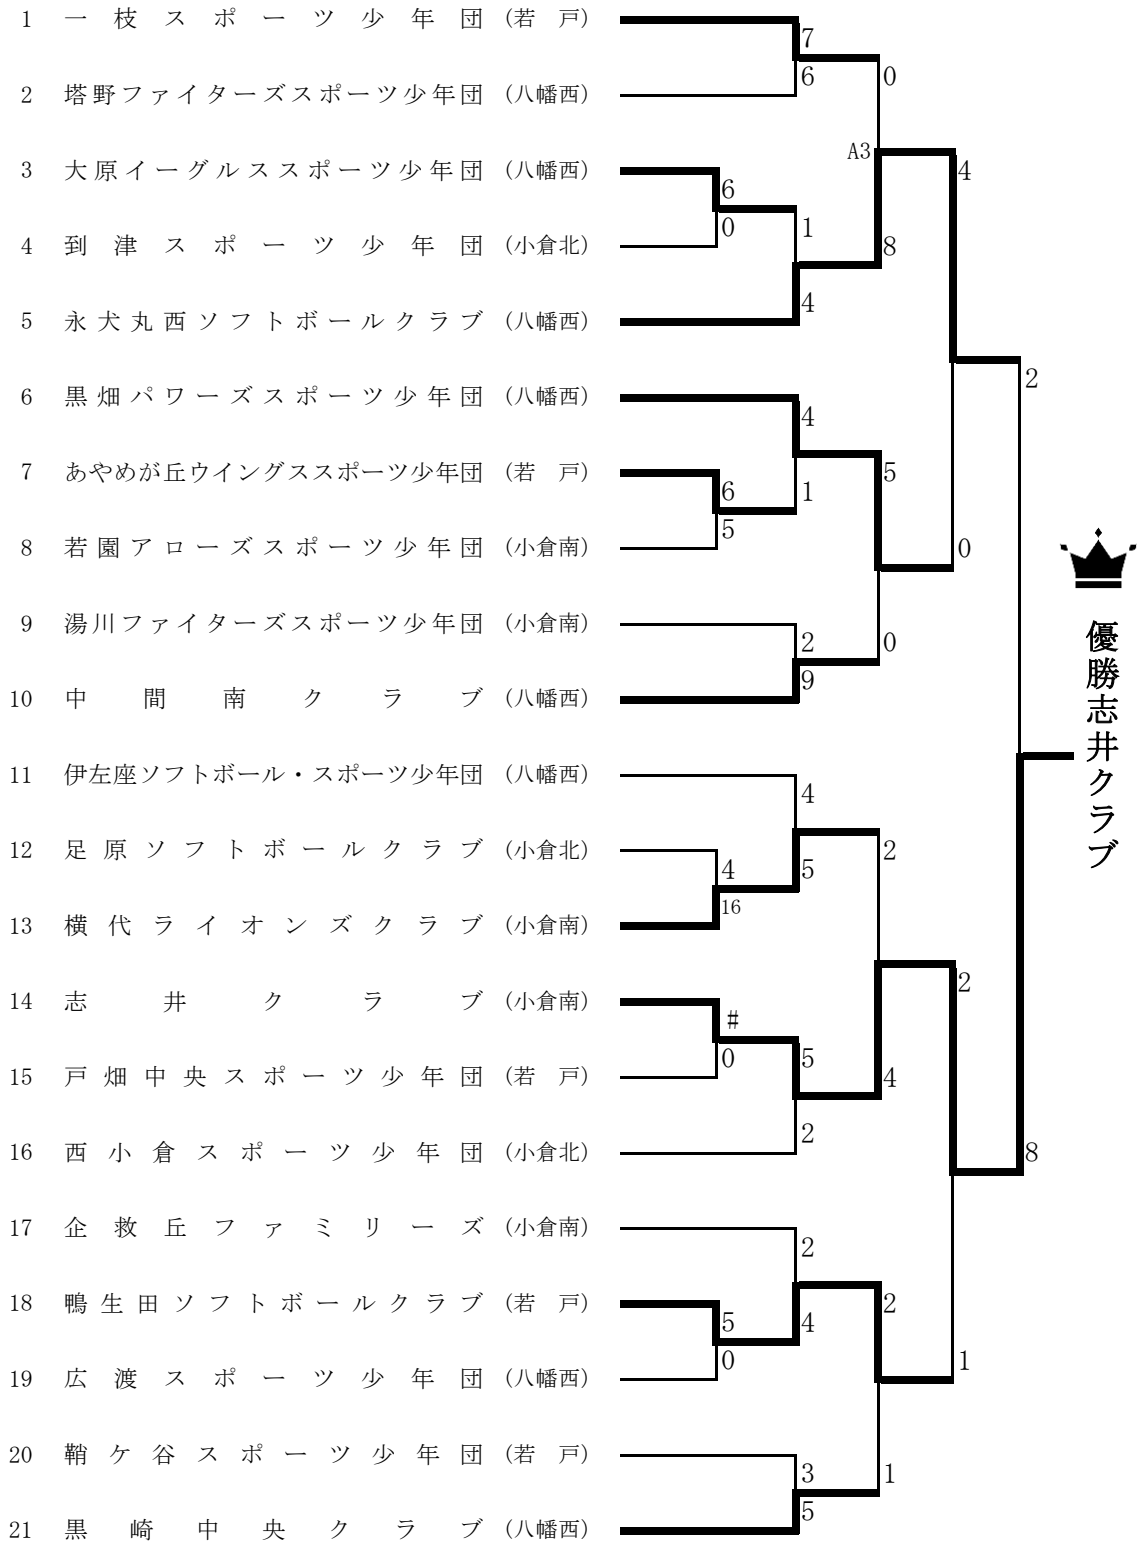 1 一枝スポーツ少年団 (若 戸)
2 塔野ファイターズスポーツ少年団 (八幡西)
3 大原イーグルススポーツ少年団 (八幡西)
4 到津スポーツ少年団 (小倉北)
5 永犬丸西ソフトボールクラブ (八幡西)
6 黒畑パワーズスポーツ少年団 (八幡西)
7 あやめが丘ウイングススポーツ少年団 (若 戸)
8 若園アローズスポーツ少年団 (小倉南)
9 湯川ファイターズスポーツ少年団 (小倉南)
10 中間南クラブ (八幡西)
11 伊左座ソフトボール・スポーツ少年団 (八幡西)
12 足原ソフトボールクラブ (小倉北)
13 横代ライオンズクラブ (小倉南)
14 志井クラブ (小倉南)
15 戸畑中央スポーツ少年団 (若 戸)
16 西小倉スポーツ少年団 (小倉北)
17 企救丘ファミリーズ (小倉南)
18 鴨生田ソフトボールクラブ (若 戸)
19 広渡スポーツ少年団 (八幡西)
20 鞘ケ谷スポーツ少年団 (若 戸)
21 黒崎中央クラブ (八幡西)
6
0
6
5
4
16
#
0
5
0
7
6
1
4
4
1
2
9
4
5
5
2
2
4
3
5
0
A3
8
5
0
2
4
2
1
4
0
2
1
2
8
優勝志井クラブ